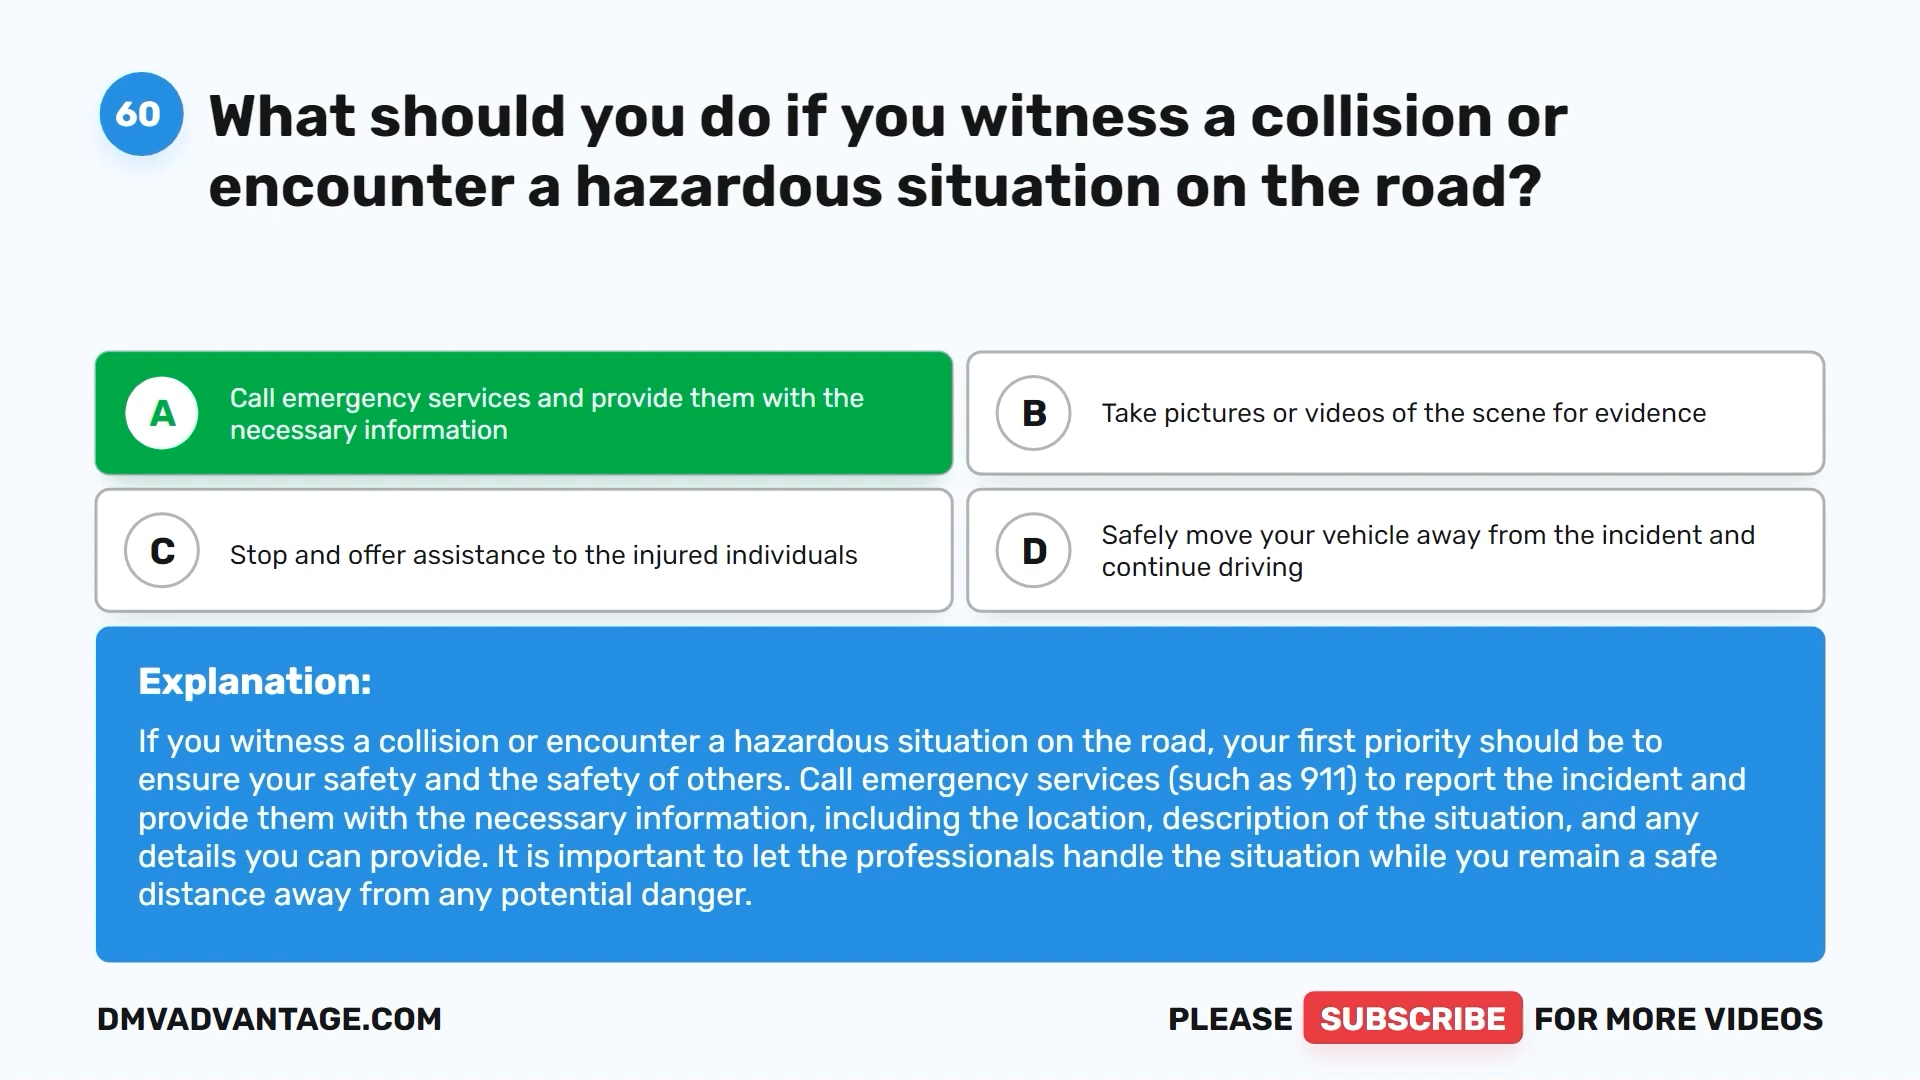 60
What should you do if you witness a collision or
encounter a hazardous situation on the road?
A
Call emergency services and provide them with the
necessary information
B
Take pictures or videos of the scene for evidence
C
Stop and offer assistance to the injured individuals
D
Safely move your vehicle away from the incident and
continue driving
Explanation:
If you witness a collision or encounter a hazardous situation on the road, your first priority should be to
ensure your safety and the safety of others. Call emergency services (such as 911) to report the incident and
provide them with the necessary information, including the location, description of the situation, and any
details you can provide. It is important to let the professionals handle the situation while you remain a safe
distance away from any potential danger.
DMVADVANTAGE.COM
PLEASE SUBSCRIBE FOR MORE VIDEOS